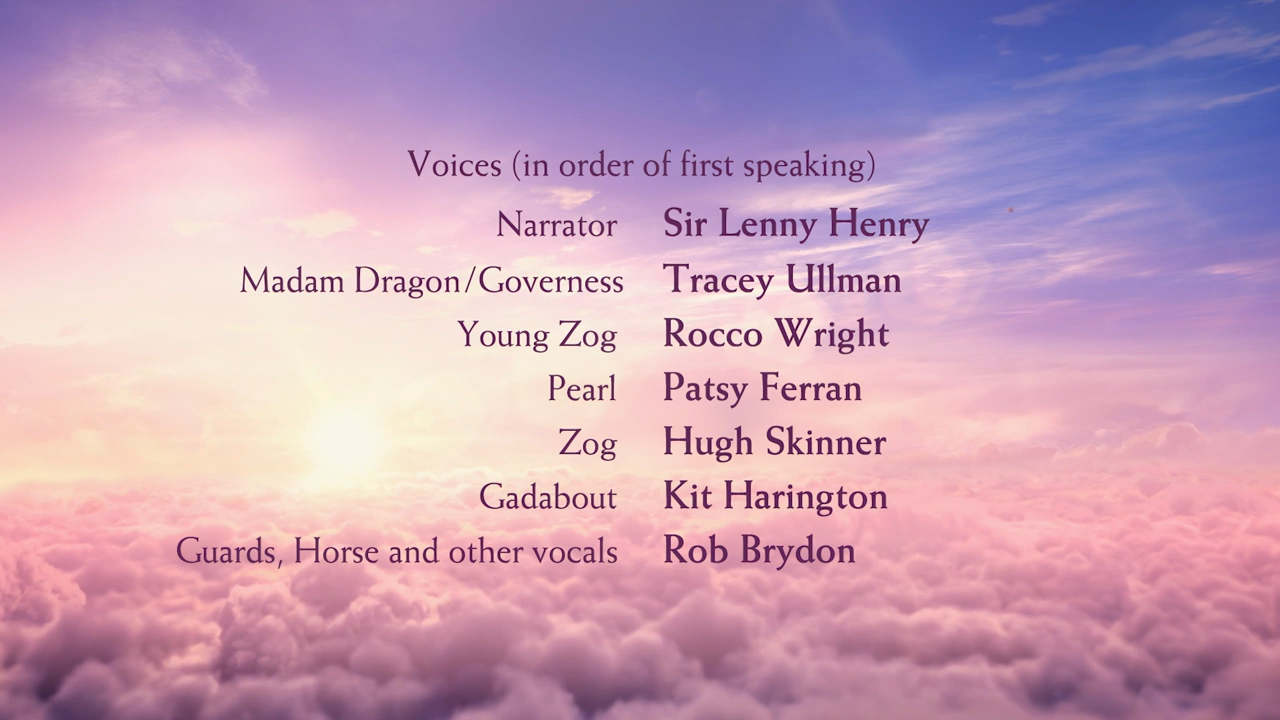 Voices (in order of first speaking)
Narrator Sir Lenny Henry
Madam Dragon/Governess Tracey Ullman
Young Zog Rocco Wright
Pearl Patsy Ferran
Zog Hugh Skinner
Gadabout Kit Harington
Guards, Horse and other vocals Rob Brydon